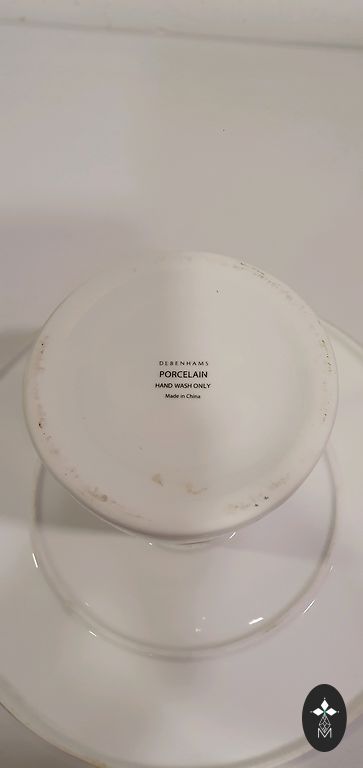 DEBENHAMS
PORCELAIN
HAND WASH ONLY
Made in China